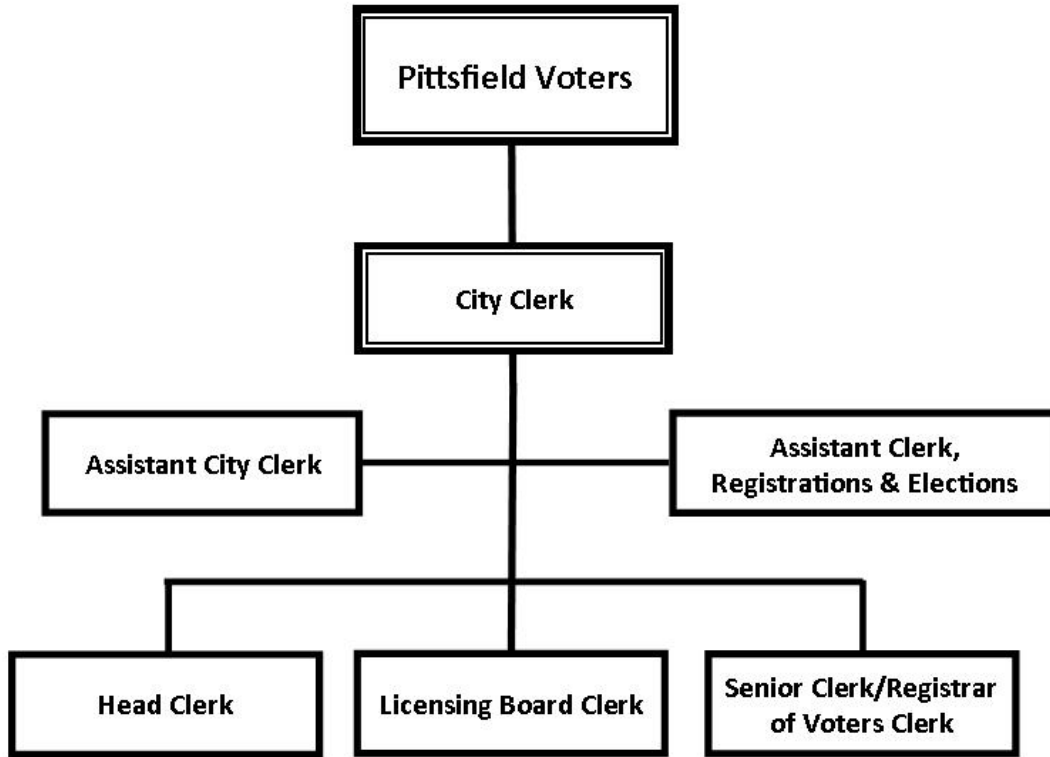 Pittsfield Voters
City Clerk
Assistant City Clerk
Assistant Clerk,
Registrations & Elections
Head Clerk
Licensing Board Clerk
Senior Clerk/Registrar
of Voters Clerk